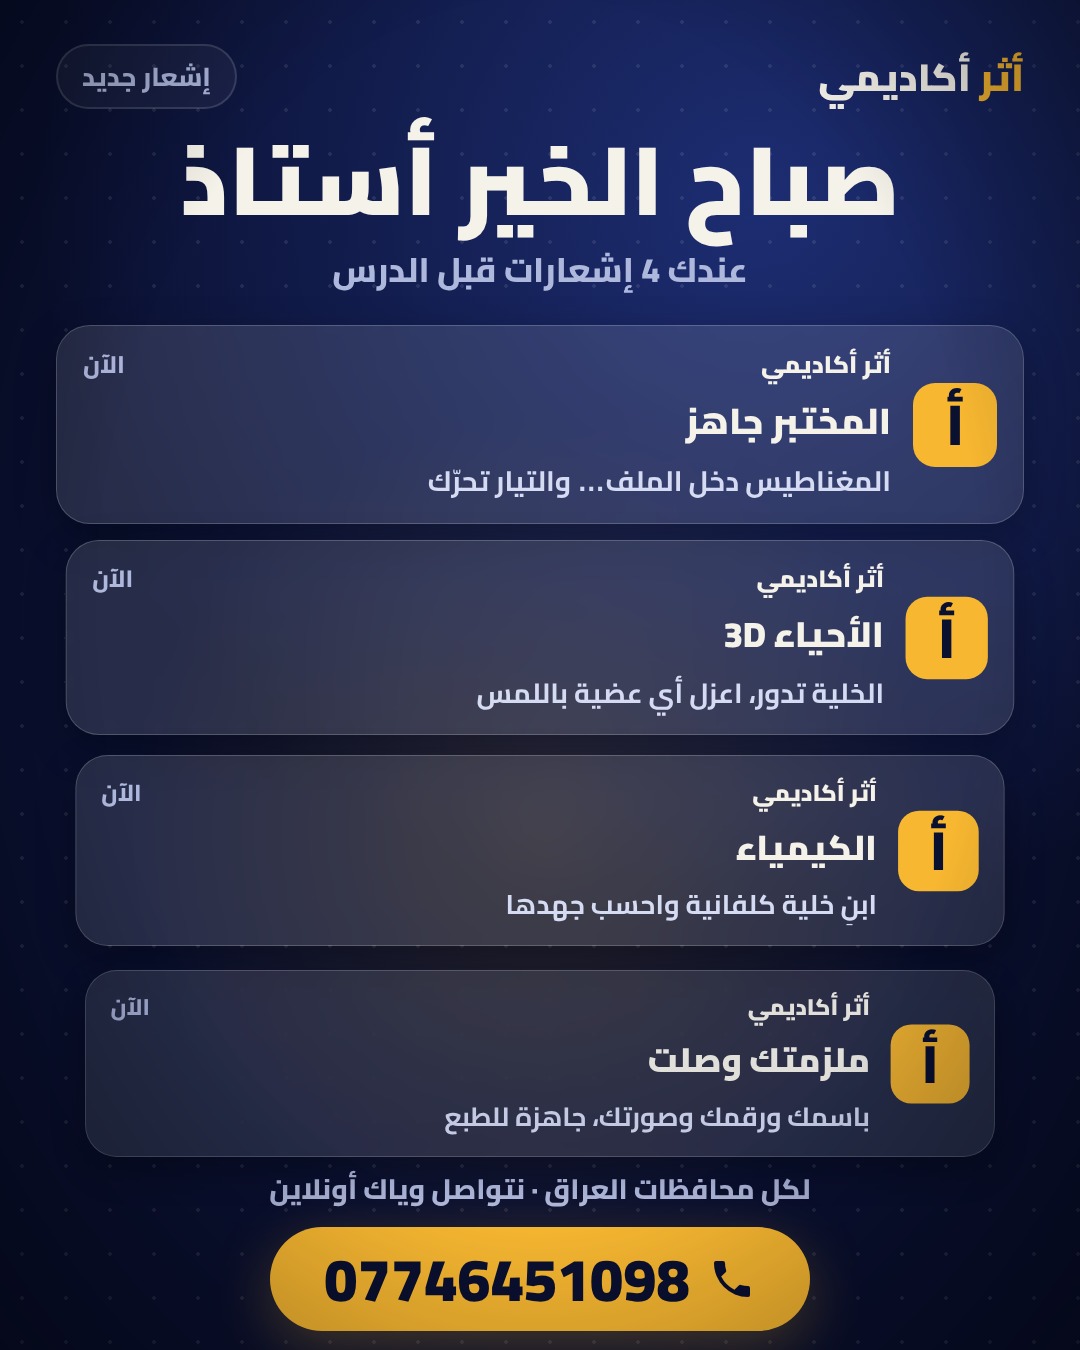 أثر أكاديمي
إشعار جديد
صباح الخير أستاذ
عندك 4 إشعارات قبل الدرس
أثر أكاديمي
الآن
أ
المختبر جاهز
المغناطيس دخل الملف... والتيار تحرّك
أثر أكاديمي
الآن
أ
الأحياء 3D
الخلية تدور، اعزل أي عضية باللمس
أثر أكاديمي
الآن
أ
الكيمياء
ابنِ خلية كلفانية واحسب جهدها
أثر أكاديمي
الآن
أ
ملزمتك وصلت
باسمك ورقمك وصورتك، جاهزة للطبع
لكل محافظات العراق · نتواصل وياك أونلاين
07746451098